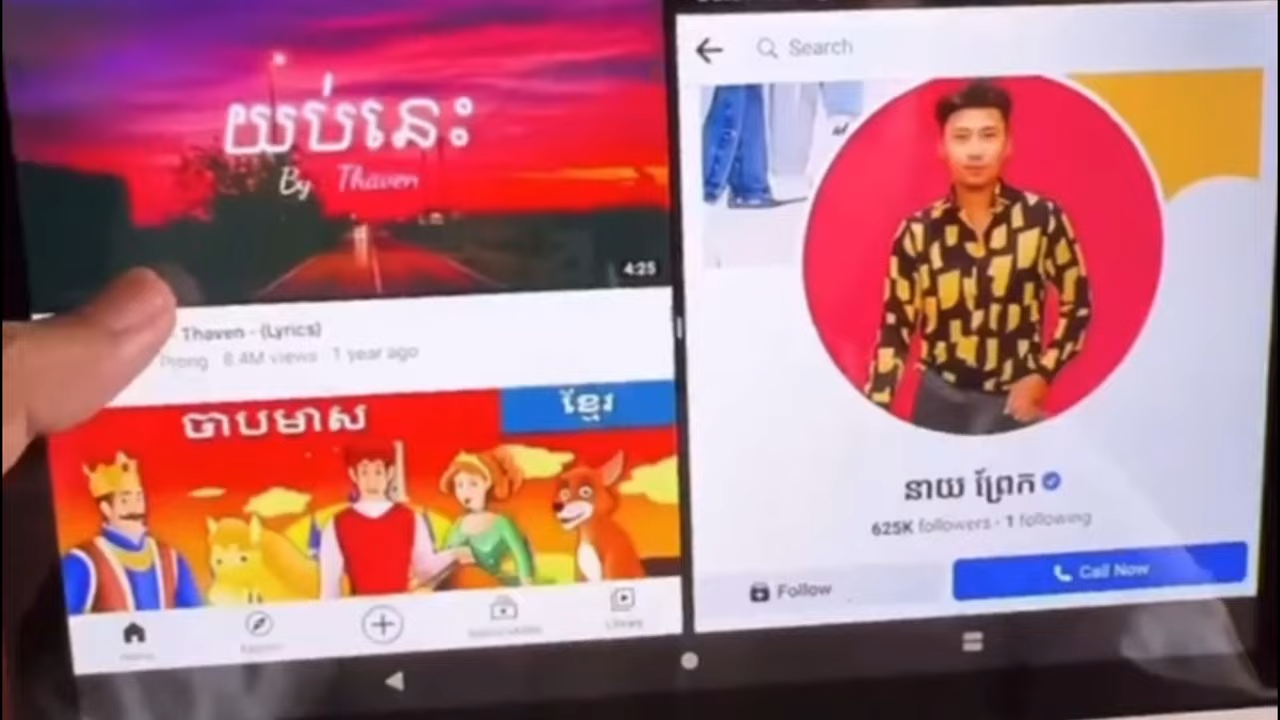 យប់នេះ
By Thaven
4:25
Thaven - (Lyrics)
Prong 8.4M views 1 year ago
ចាបមាស
ខ្មែរ
Library
Search
នាយ ព្រែក
625K followers · 1 following
Follow
Call Now